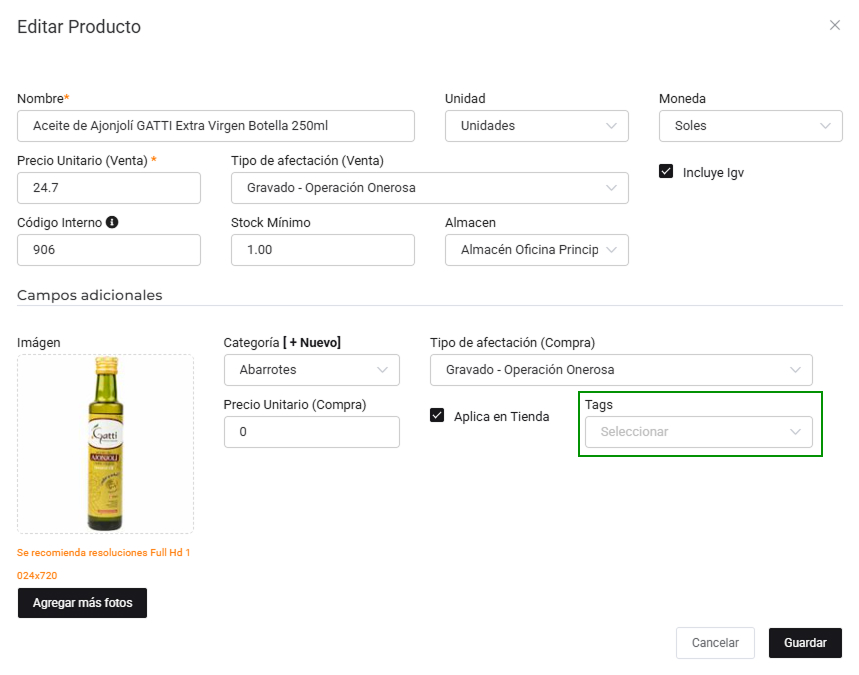 Editar Producto
Nombre*
Unidad
Moneda
Aceite de Ajonjolí GATTI Extra Virgen Botella 250ml
Unidades
Soles
Precio Unitario (Venta) *
Tipo de afectación (Venta)
24.7
Gravado - Operación Onerosa
Incluye Igv
Código Interno
Stock Mínimo
Almacen
906
1.00
Almacén Oficina Princip
Campos adicionales
Imágen
Categoría [ + Nuevo]
Tipo de afectación (Compra)
Abarrotes
Gravado - Operación Onerosa
Precio Unitario (Compra)
Aplica en Tienda
Tags
0
Seleccionar
Gatti
AJONJOLÍ
Se recomienda resoluciones Full Hd 1
024x720
Agregar más fotos
Cancelar
Guardar